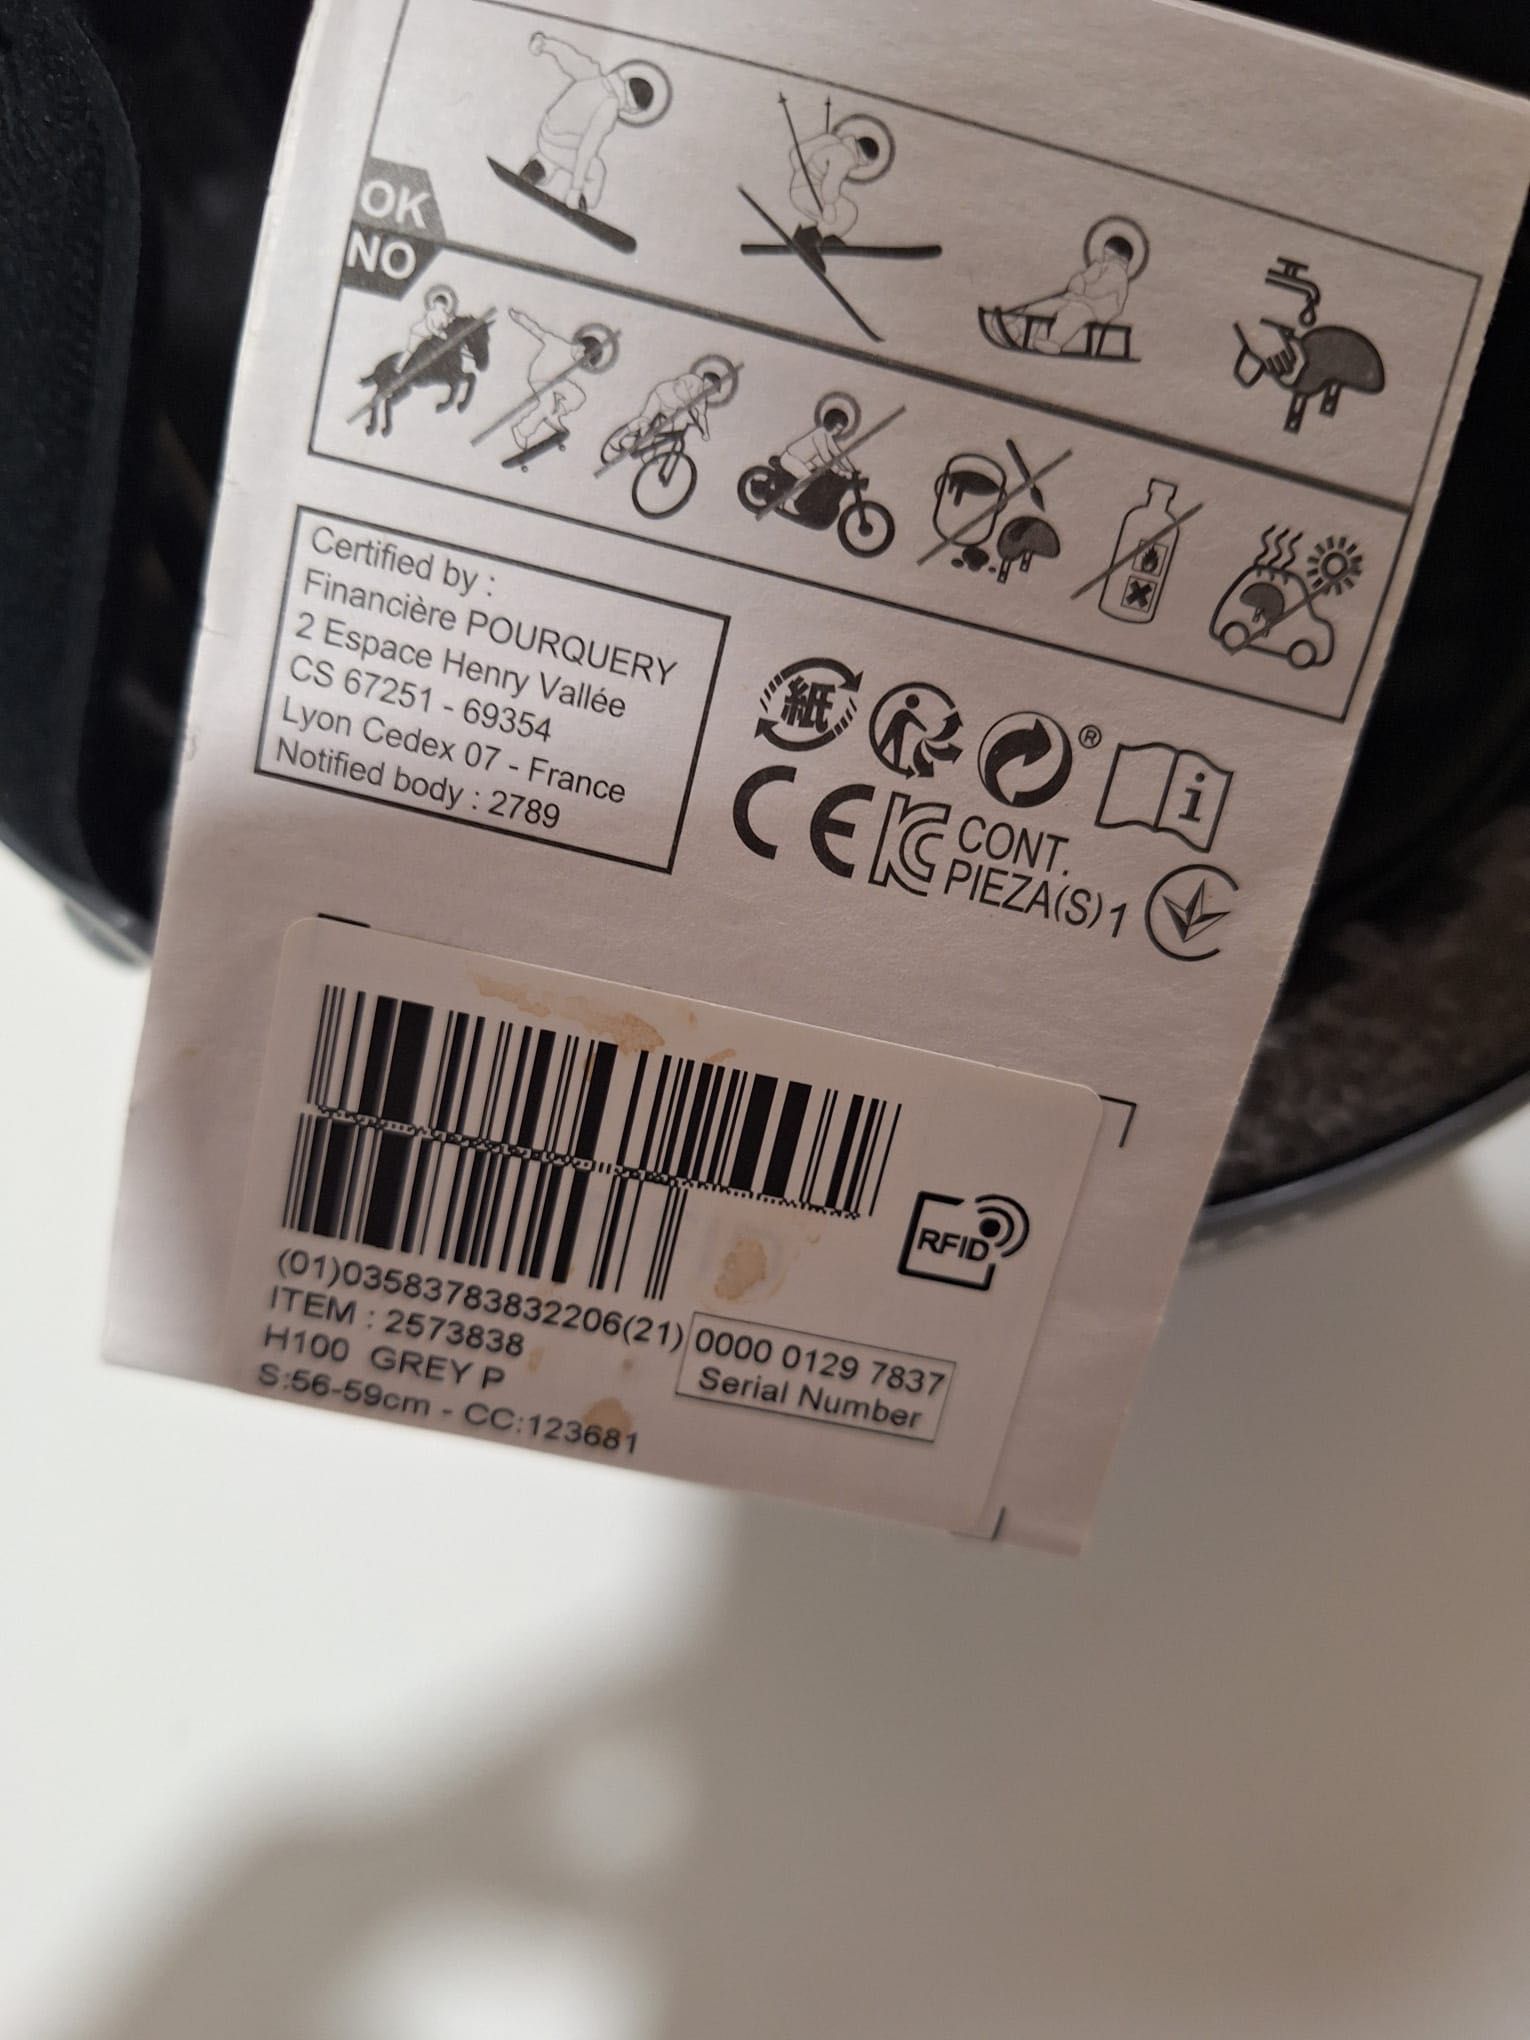 OK
NO
Certified by :
Financière POURQUERY
2 Espace Henry Vallée
CS 67251 - 69354
Lyon Cedex 07 - France
Notified body : 2789
紙
®
i
CE
CONT.
PIEZA(S) 1
RFID
(01)03583783832206(21)
0000 0129 7837
Serial Number
ITEM : 2573838
H100 GREY P
S:56-59cm - CC:123681